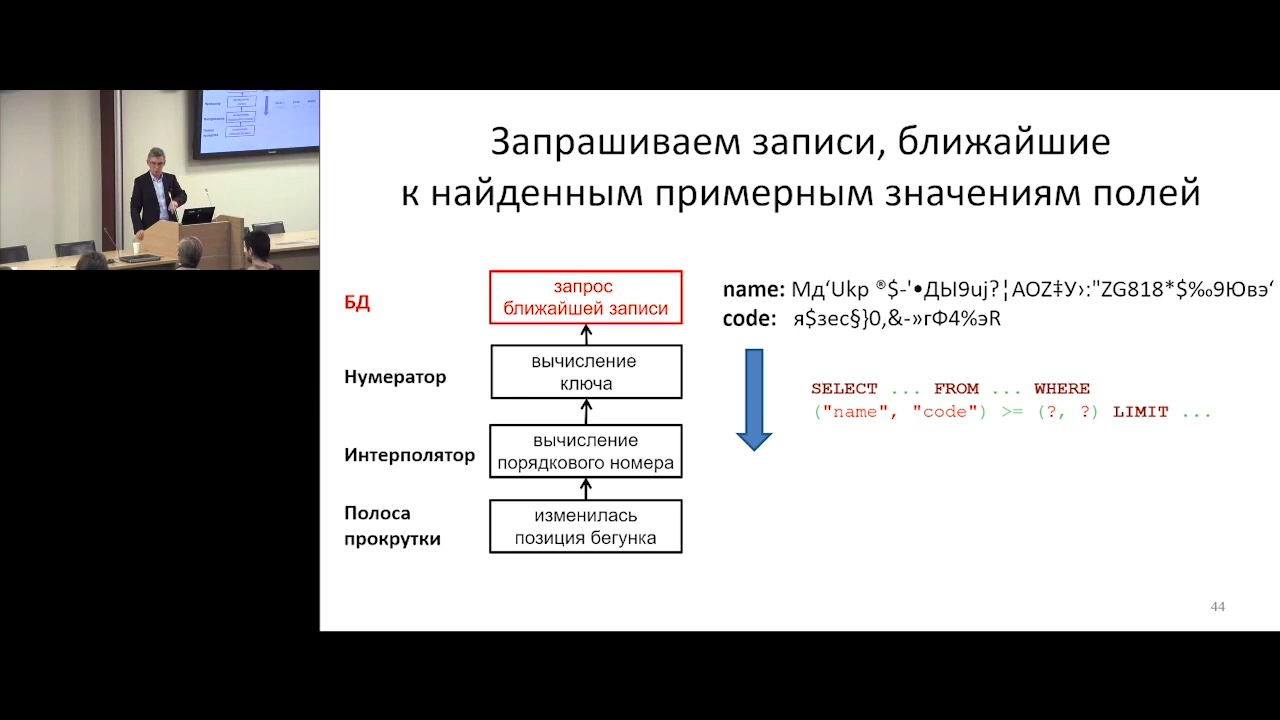 Запрашиваем записи, ближайшие
к найденным примерным значениям полей
БД
запрос
ближайшей записи
Нумератор
вычисление
ключа
Интерполятор
вычисление
порядкового номера
Полоса
прокрутки
изменилась
позиция бегунка
name: Мд‘Ukp ®$-'•ДЫ9uj?¦АОZ‡У›:"ZG818*$‰9Ювэ‘
code: я$зес§}0,&-»гФ4%эR
SELECT ... FROM ... WHERE
("name", "code") >= (?, ?) LIMIT ...
44